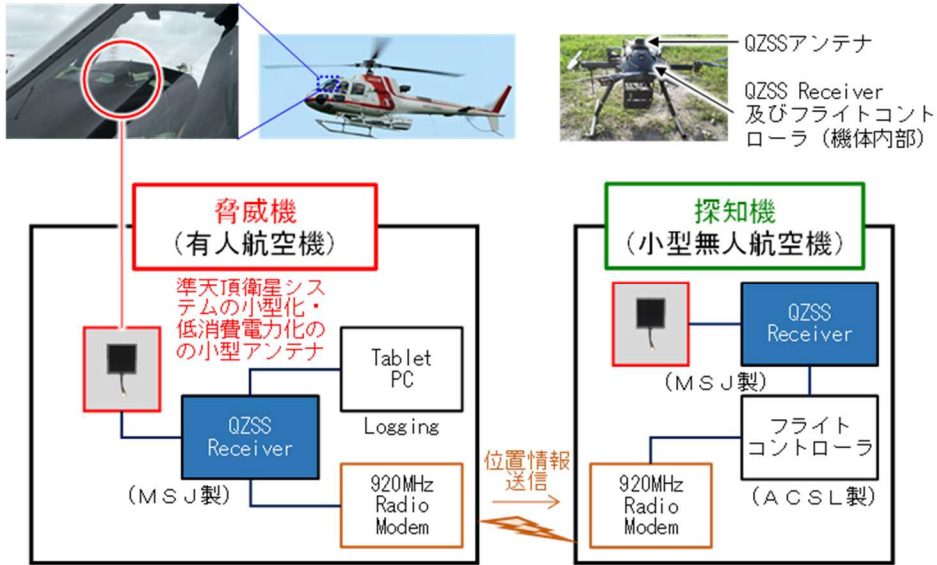 QZSSアンテナ
QZSS Receiver
及びフライトコント
ローラ（機体内部）
脅威機
（有人航空機）
準天頂衛星シス
テムの小型化・
低消費電力化の
の小型アンテナ
Tablet
PC
Logging
QZSS
Receiver
（ＭＳＪ製）
920MHz
Radio
Modem
位置情報
送信
探知機
（小型無人航空機）
QZSS
Receiver
（ＭＳＪ製）
フライト
コントローラ
（ＡＣＳＬ製）
920MHz
Radio
Modem